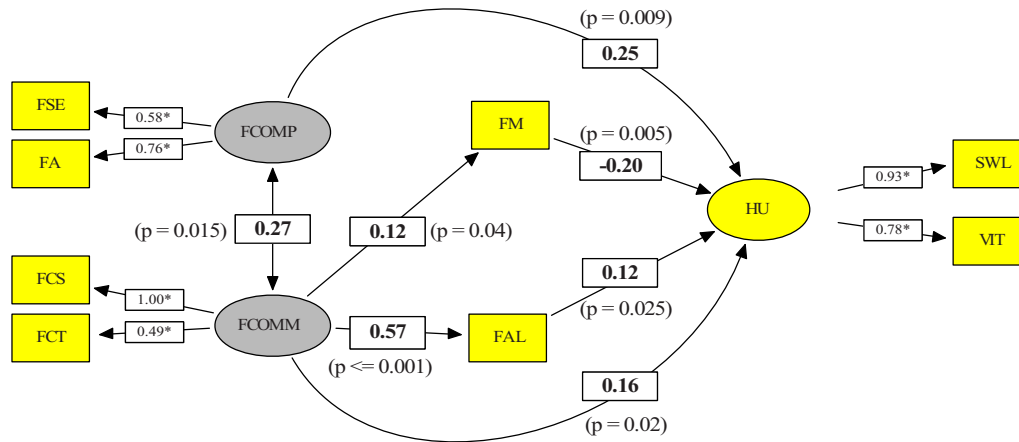 (p = 0.009)
0.25
FSE
0.58*
FCOMP
FM
(p = 0.005)
FA
0.76*
-0.20
SWL
0.93*
HU
(p = 0.015)
0.27
0.12
(p = 0.04)
0.78*
VIT
FCS
1.00*
0.12
(p = 0.025)
FCT
0.49*
FCOMM
0.57
FAL
(p <= 0.001)
0.16
(p = 0.02)